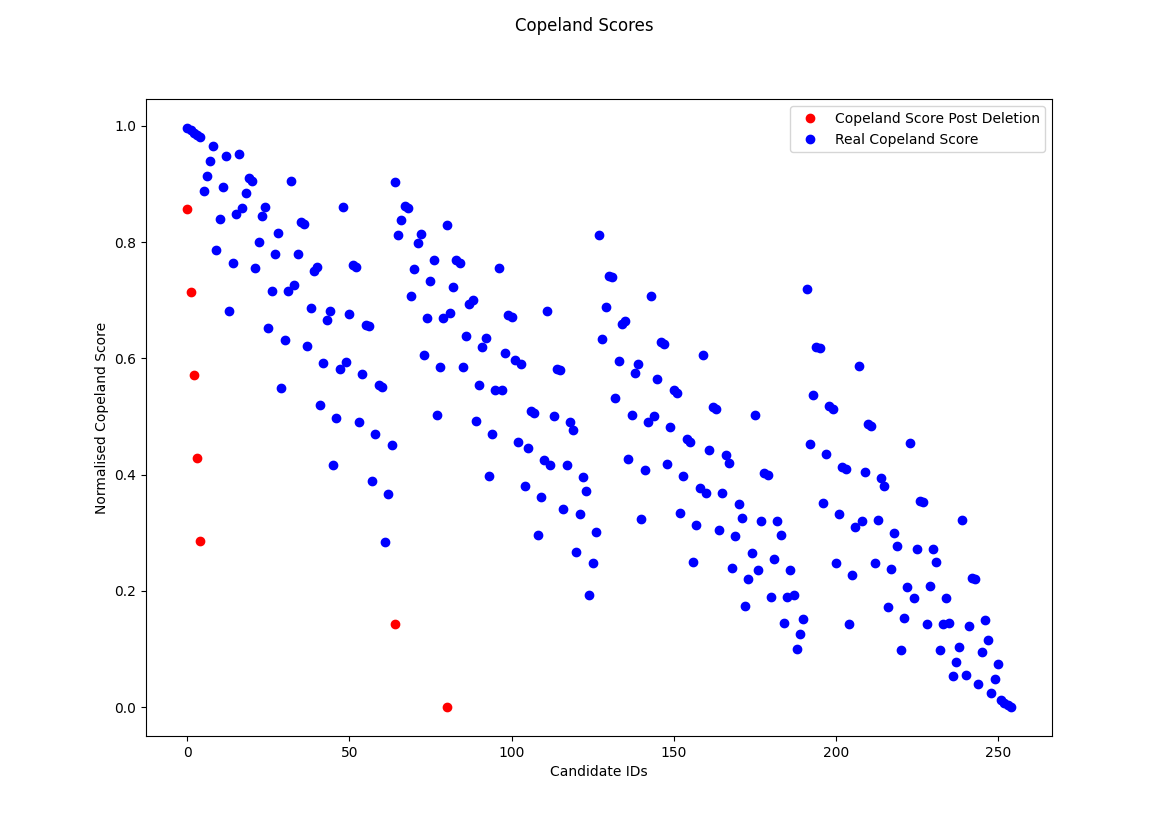 Copeland Scores
Copeland Score Post Deletion
Real Copeland Score
1.0
0.8
0.6
0.4
0.2
0.0
Normalised Copeland Score
0 50 100 150 200 250
Candidate IDs